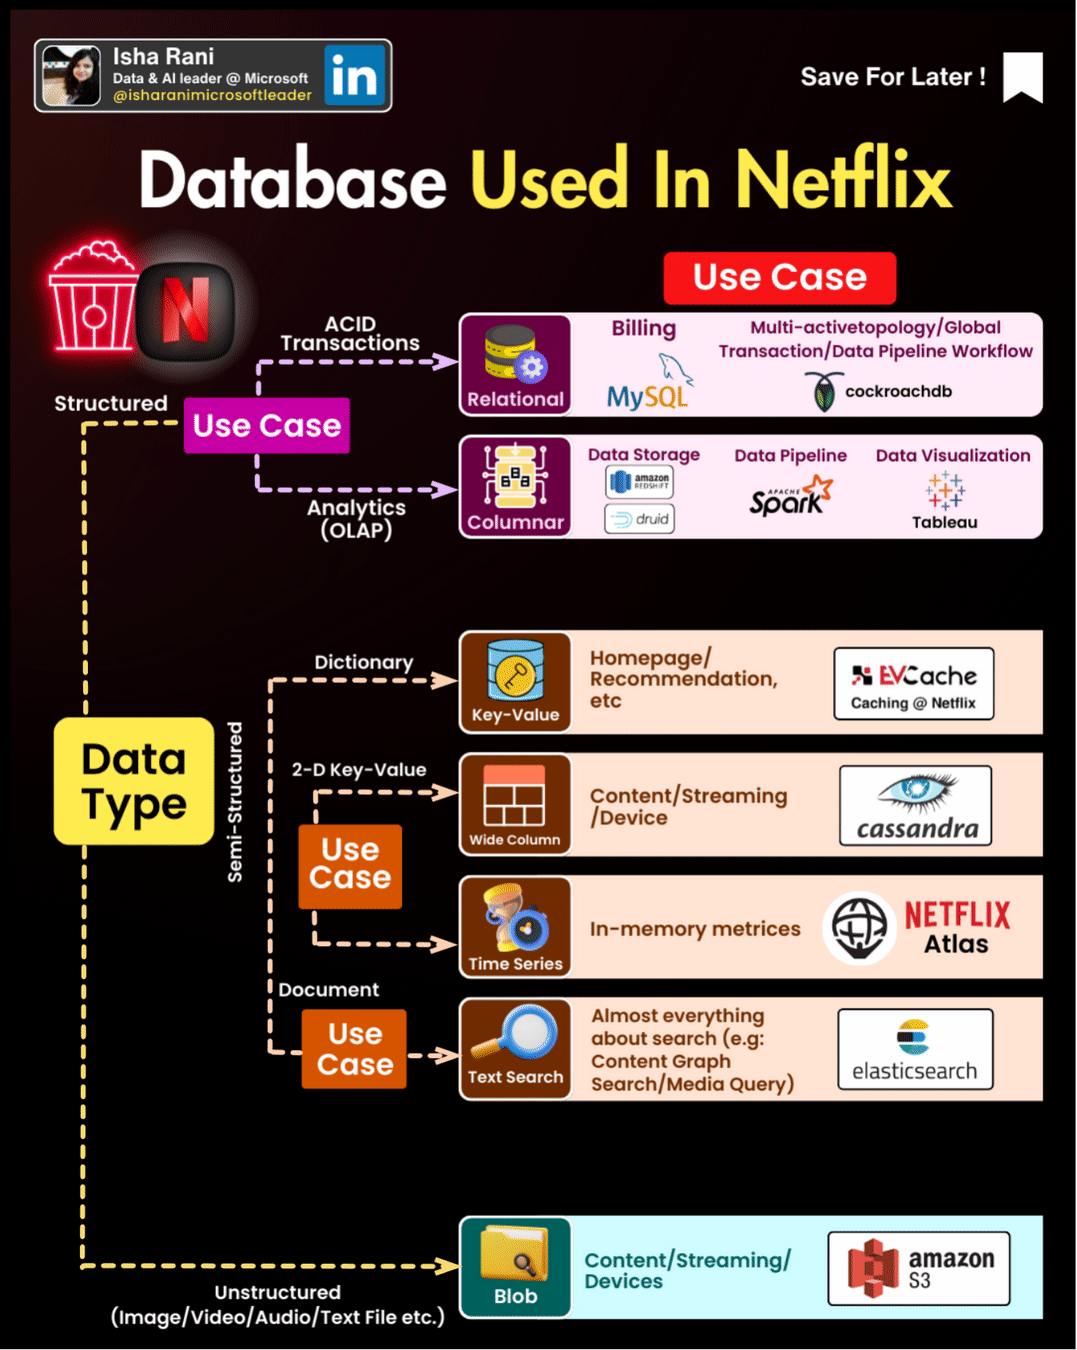 Isha Rani
Data & AI leader @ Microsoft
@isharanimicrosoftleader
in
Save For Later !
Database Used In Netflix
N
Use Case
ACID
Transactions
Relational
Billing
MySQL
Multi-activetopology/Global
Transaction/Data Pipeline Workflow
cockroachdb
Structured
Use Case
Analytics
(OLAP)
Columnar
Data Storage
amazon
REDSHIFT
druid
Data Pipeline
APACHE
Spark
Data Visualization
Tableau
Dictionary
Key-Value
Homepage/
Recommendation,
etc
EVCache
Caching @ Netflix
Data
Type
Semi-Structured
2-D Key-Value
Use
Case
Wide Column
Content/Streaming
/Device
cassandra
Time Series
In-memory metrices
NETFLIX
Atlas
Document
Use
Case
Text Search
Almost everything
about search (e.g:
Content Graph
Search/Media Query)
elasticsearch
Unstructured
(Image/Video/Audio/Text File etc.)
Blob
Content/Streaming/
Devices
amazon
S3